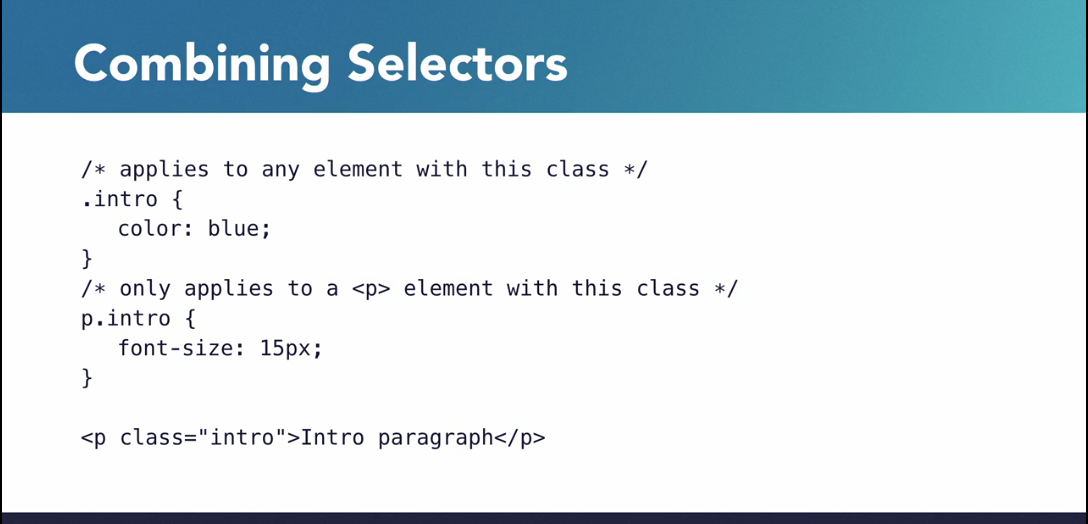 Combining Selectors
/* applies to any element with this class */
.intro {
color: blue;
}
/* only applies to a <p> element with this class */
p.intro {
font-size: 15px;
}
<p class="intro">Intro paragraph</p>